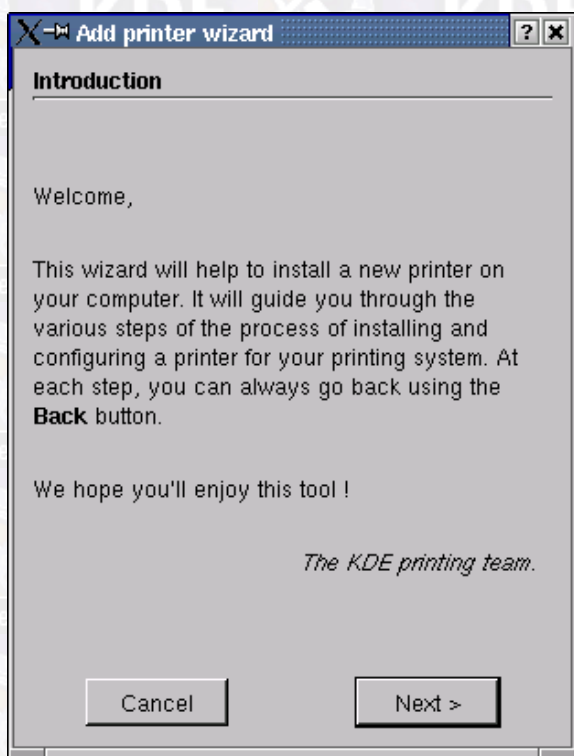 Add printer wizard
Introduction
Welcome,
This wizard will help to install a new printer on
your computer. It will guide you through the
various steps of the process of installing and
configuring a printer for your printing system. At
each step, you can always go back using the
Back button.
We hope you'll enjoy this tool !
The KDE printing team.
Cancel
Next >